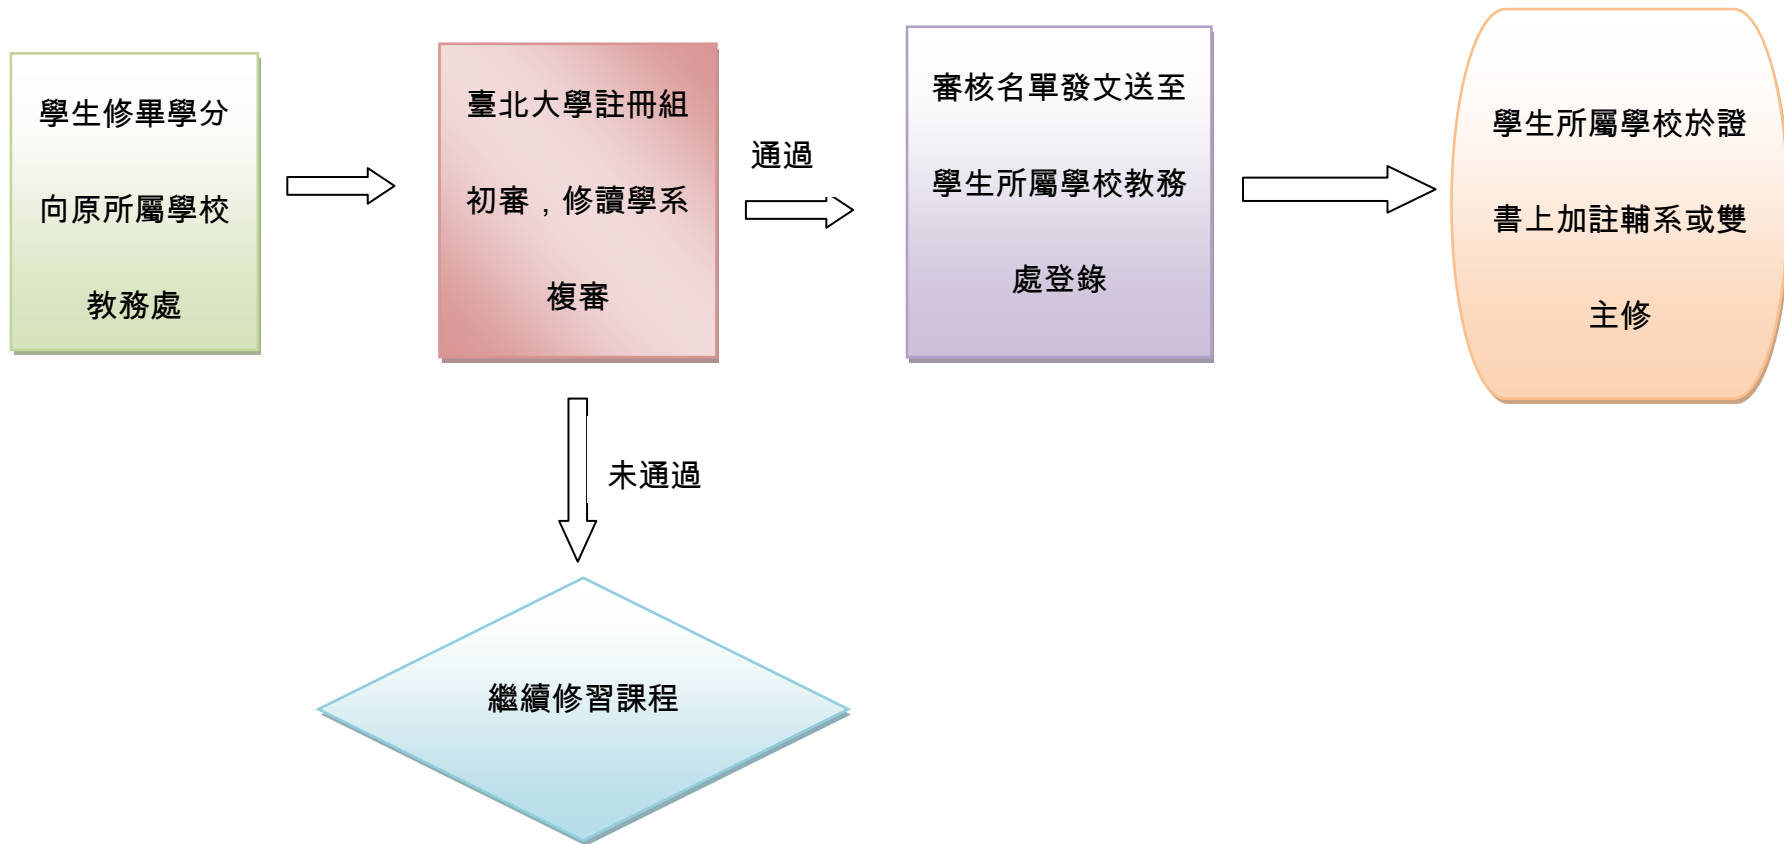 學生修畢學分
向原所屬學校
教務處
臺北大學註冊組
初審，修讀學系
複審
通過
審核名單發文送至
學生所屬學校教務
處登錄
學生所屬學校於證
書上加註輔系或雙
主修
未通過
繼續修習課程